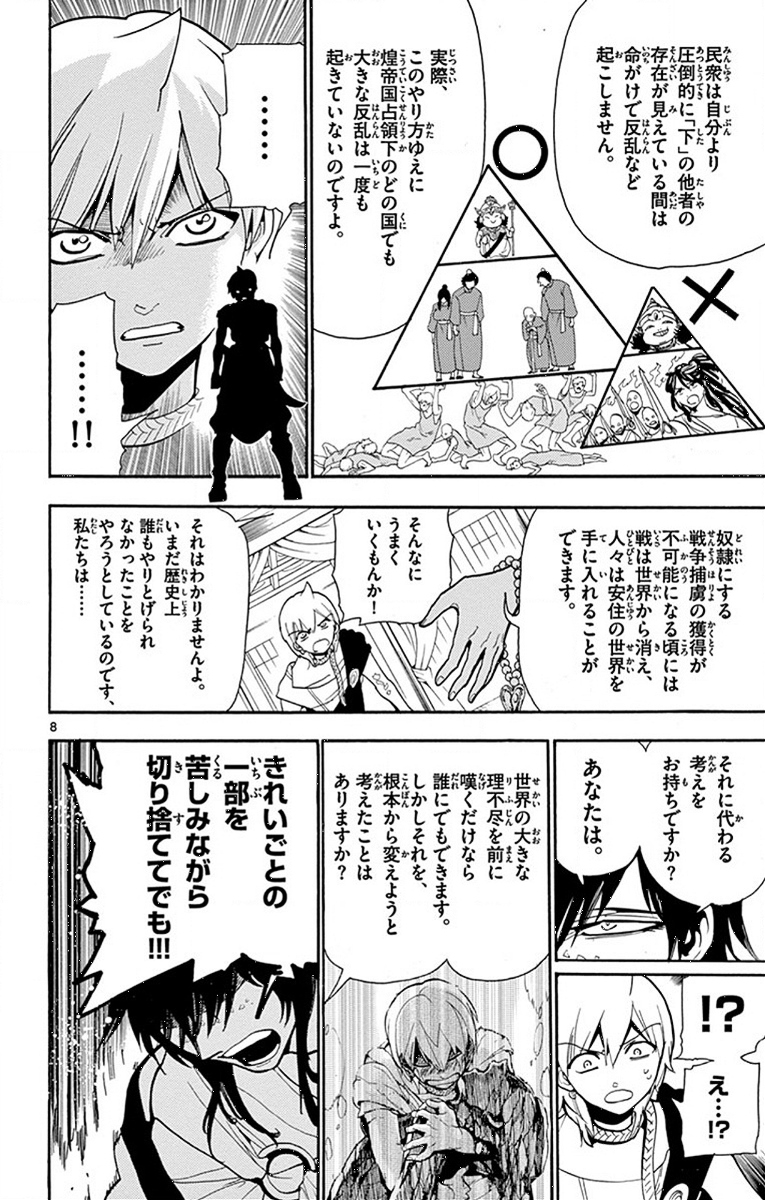 民衆は自分より
圧倒的に「下」の他者の
存在が見えている間は
命がけで反乱など
起こしません。
実際、
このやり方ゆえに
煌帝国占領下のどの国でも
大きな反乱は一度も
起きていないのですよ。
……
……!!
奴隷にする
戦争捕虜の獲得が
不可能になる頃には
戦は世界から消え、
人々は安住の世界を
手に入れることが
できます。
そんなに
うまく
いくもんか!
それはわかりませんよ。
いまだ歴史上
誰もやりとげられ
なかったことを
やろうとしているのです、
私たちは……
8
それに代わる
考えを
お持ちですか?
あなたは。
!?
え…!?
世界の大きな
理不尽を前に
嘆くだけなら
誰にでもできます。
しかしそれを、
根本から変えようと
考えたことは
ありますか?
きれいごとの
一部を
苦しみながら
切り捨ててでも!!!